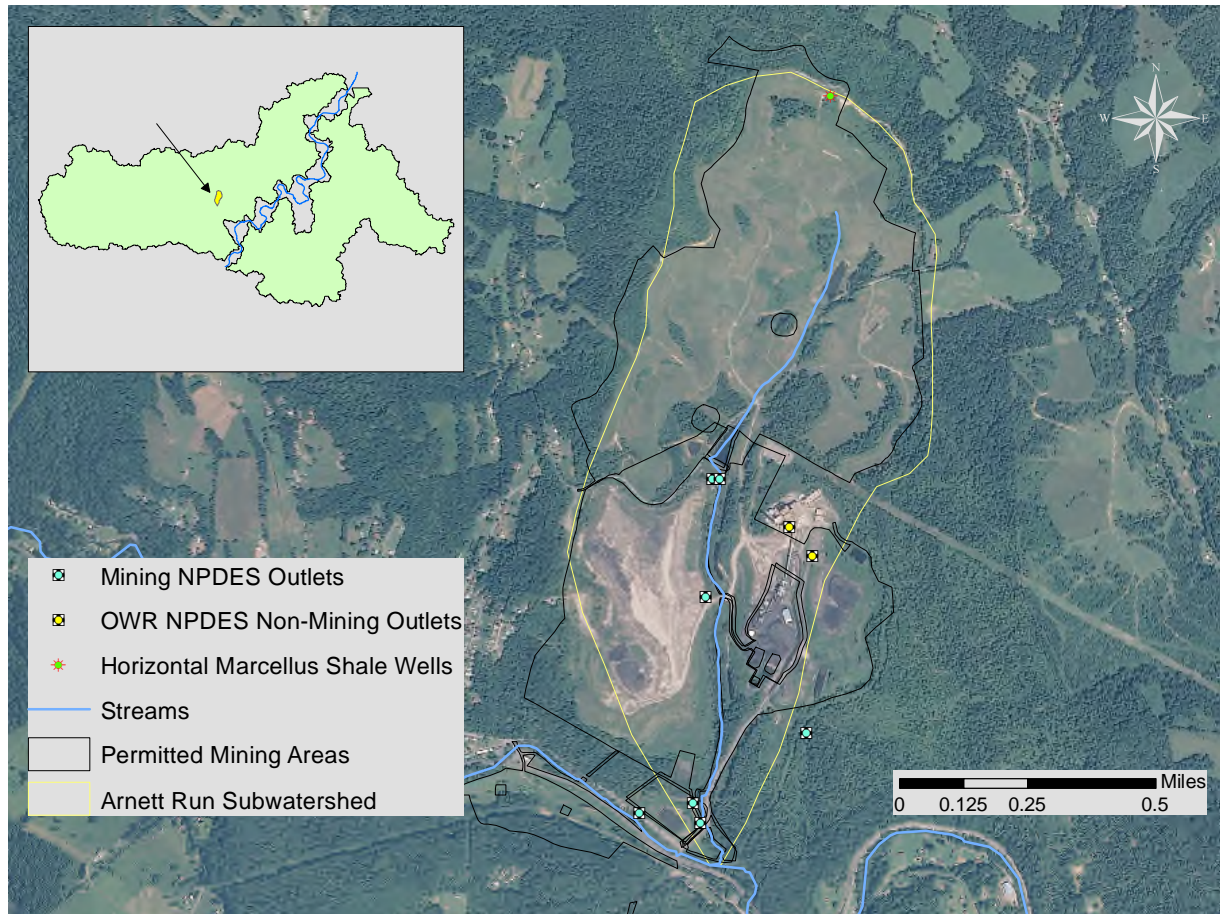 N
W
E
S
Mining NPDES Outlets
OWR NPDES Non-Mining Outlets
Horizontal Marcellus Shale Wells
Streams
Permitted Mining Areas
Arnett Run Subwatershed
Miles
0 0.125 0.25 0.5